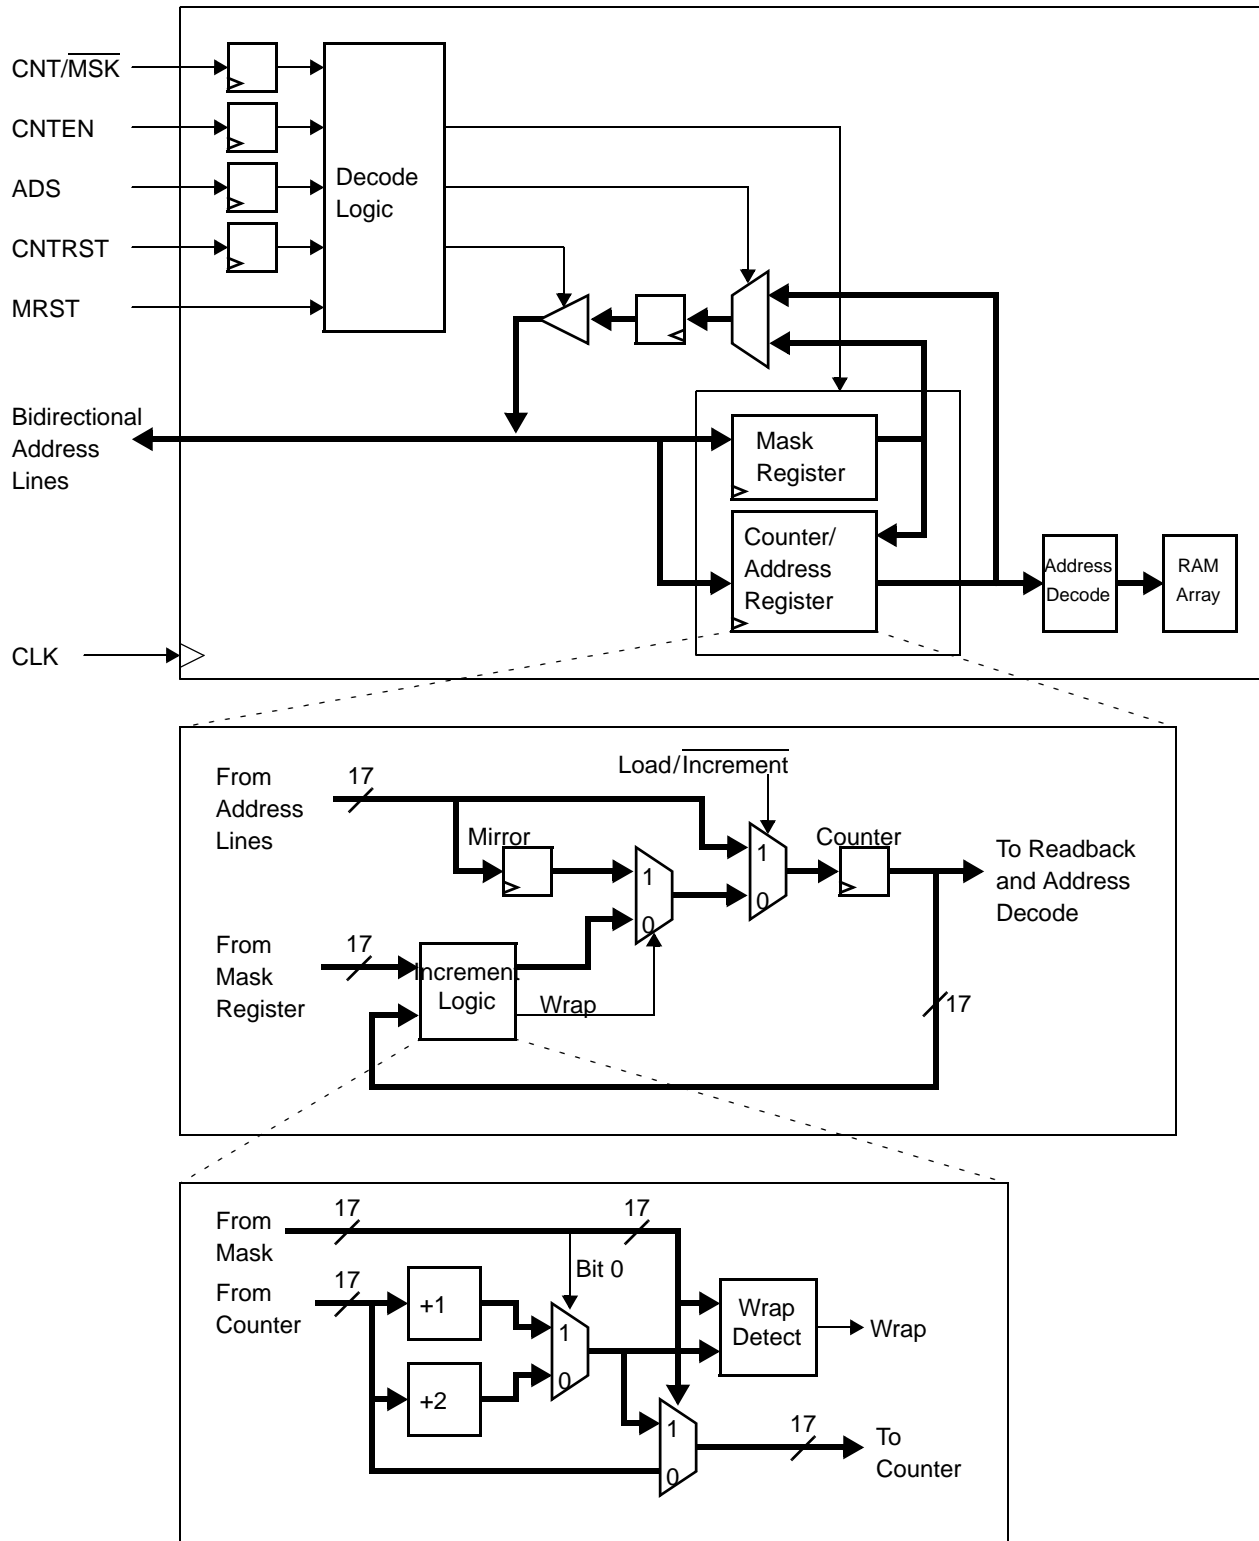 CNT/MSK
CNTEN
ADS
CNTRST
MRST
Decode
Logic
Bidirectional
Address
Lines
Mask
Register
Counter/
Address
Register
Address
Decode
RAM
Array
CLK
From
Address
Lines
17
Mirror
Load/Increment
1
0
1
0
Counter
To Readback
and Address
Decode
From
Mask
Register
17
Increment
Logic
Wrap
17
From
Mask
17
17
Bit 0
From
Counter
17
+1
+2
1
0
Wrap
Detect
Wrap
1
0
17
To
Counter